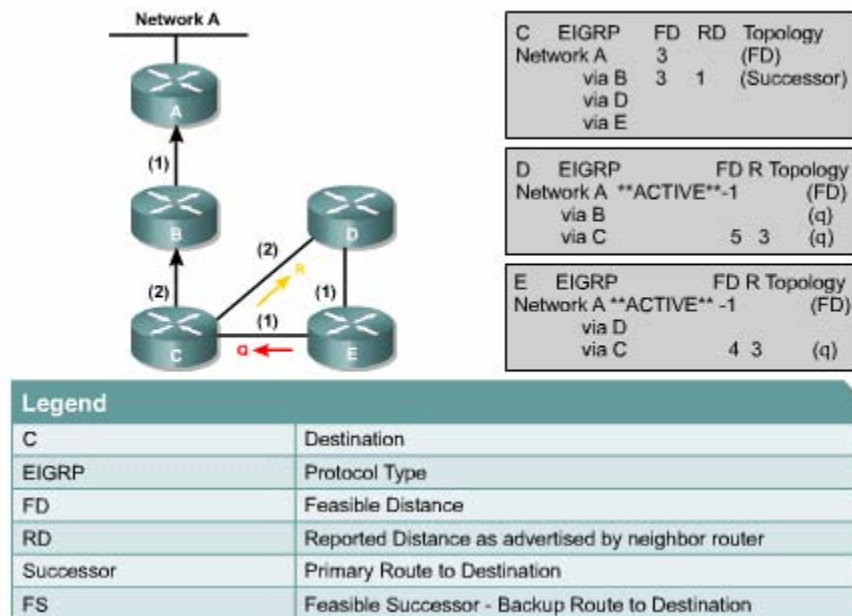 Network A
A
(1)
B
(2)
C
(2)
R
D
(1)
(1)
Q
E
C EIGRP FD RD Topology
Network A 3 (FD)
via B 3 1 (Successor)
via D
via E
D EIGRP FD R Topology
Network A **ACTIVE**-1 (FD)
via B (q)
via C 5 3 (q)
E EIGRP FD R Topology
Network A **ACTIVE** -1 (FD)
via D
via C 4 3 (q)
Legend
C Destination
EIGRP Protocol Type
FD Feasible Distance
RD Reported Distance as advertised by neighbor router
Successor Primary Route to Destination
FS Feasible Successor - Backup Route to Destination